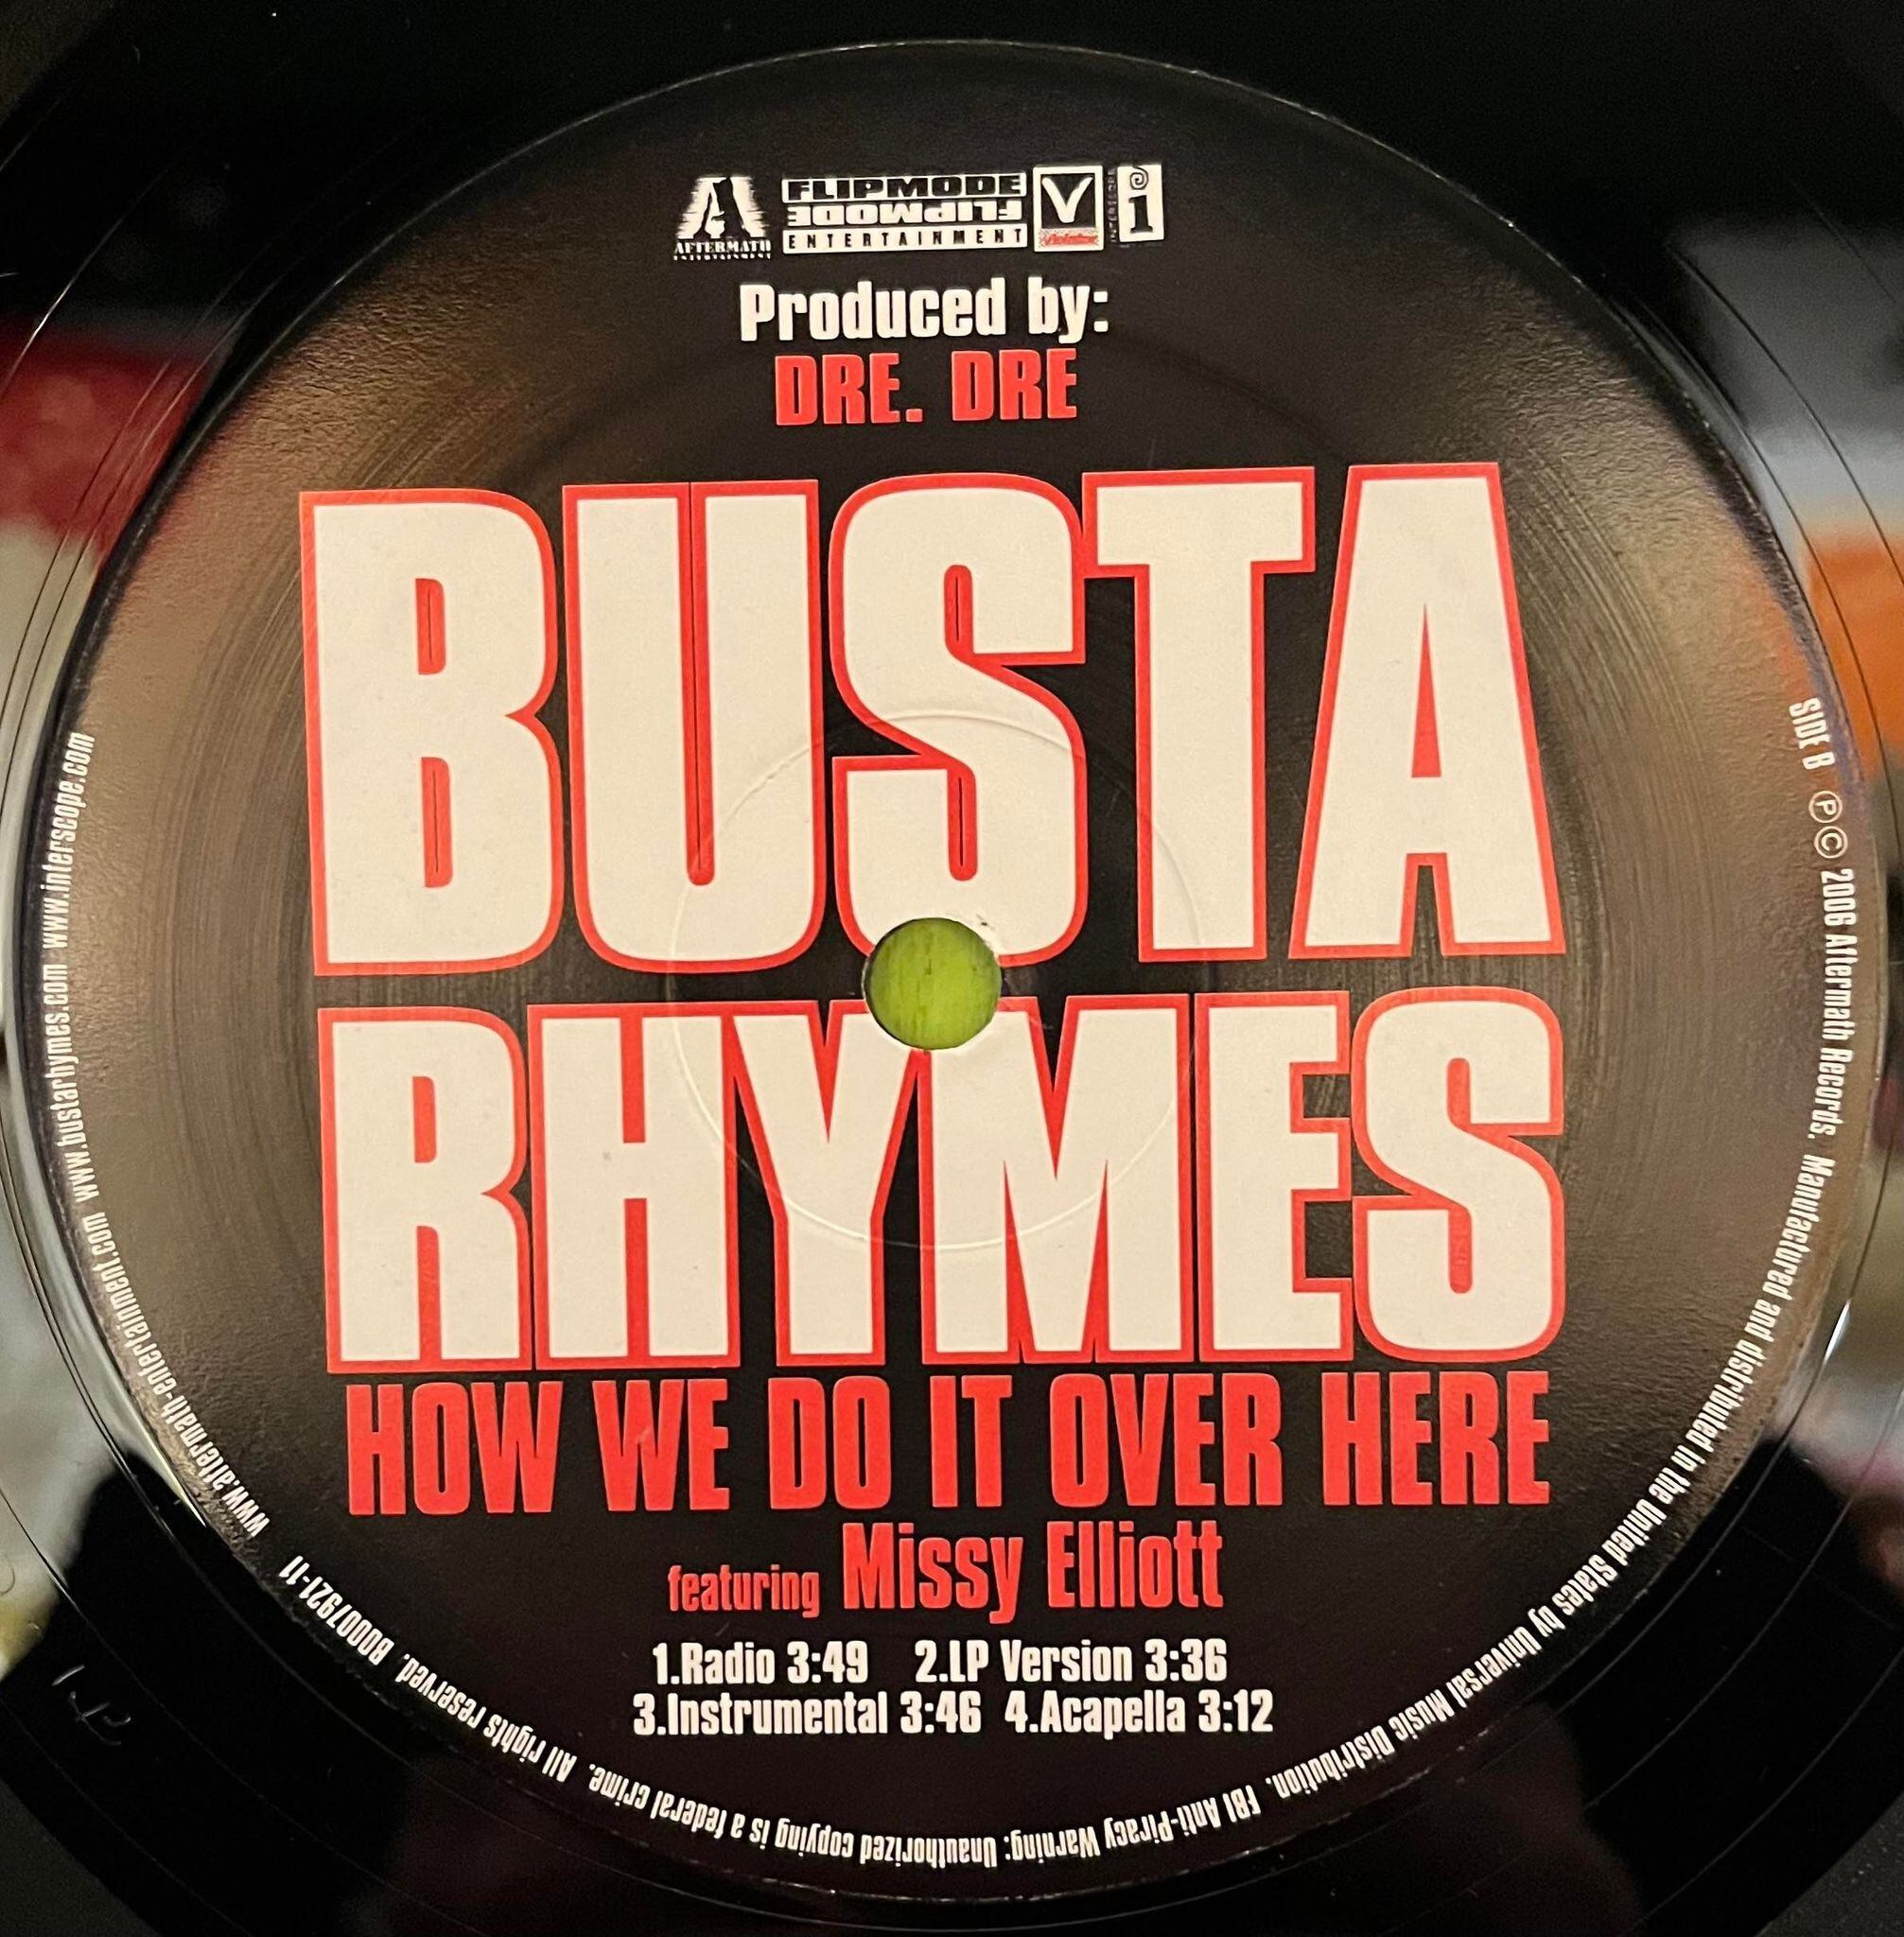 AFTERMATH
ENTERTAINMENT
FLIPMODE
FLIPMODE
ENTERTAINMENT
V
Violator
INTERSCOPE
i
Produced by:
DRE. DRE
BUSTA
RHYMES
HOW WE DO IT OVER HERE
featuring Missy Elliott
1.Radio 3:49 2.LP Version 3:36
3.Instrumental 3:46 4.Acapella 3:12
SIDE B ℗© 2006 Aftermath Records. Manufactured and distributed in the United States by Universal Music Distribution. FBI Anti-Piracy Warning: Unauthorized copying is a federal crime. All rights reserved. B0007921-11
www.aftermath-entertainment.com www.bustarhymes.com www.interscope.com